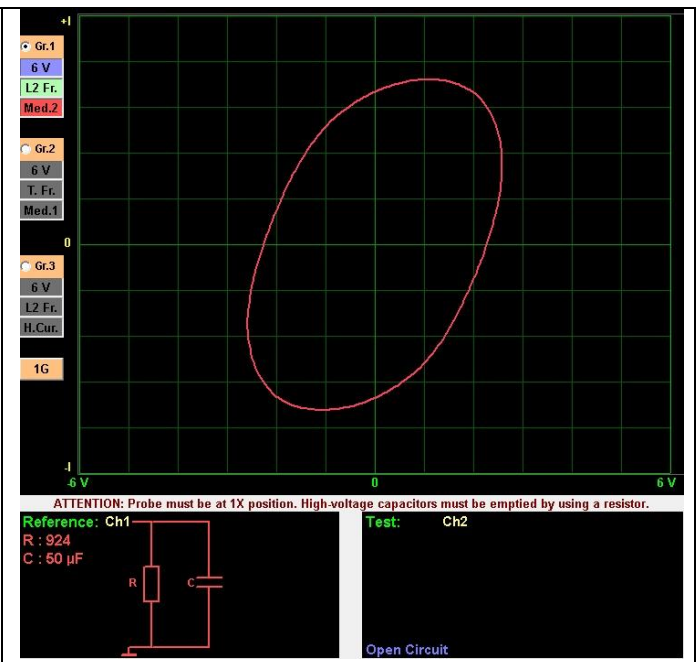 +I
Gr.1
6 V
L2 Fr.
Med.2
Gr.2
6 V
T. Fr.
Med.1
0
Gr.3
6 V
L2 Fr.
H.Cur.
1G
-I
-6 V
0
6 V
ATTENTION: Probe must be at 1X position. High-voltage capacitors must be emptied by using a resistor.
Reference: Ch1
R : 924
C : 50 µF
R
C
Test: Ch2
Open Circuit